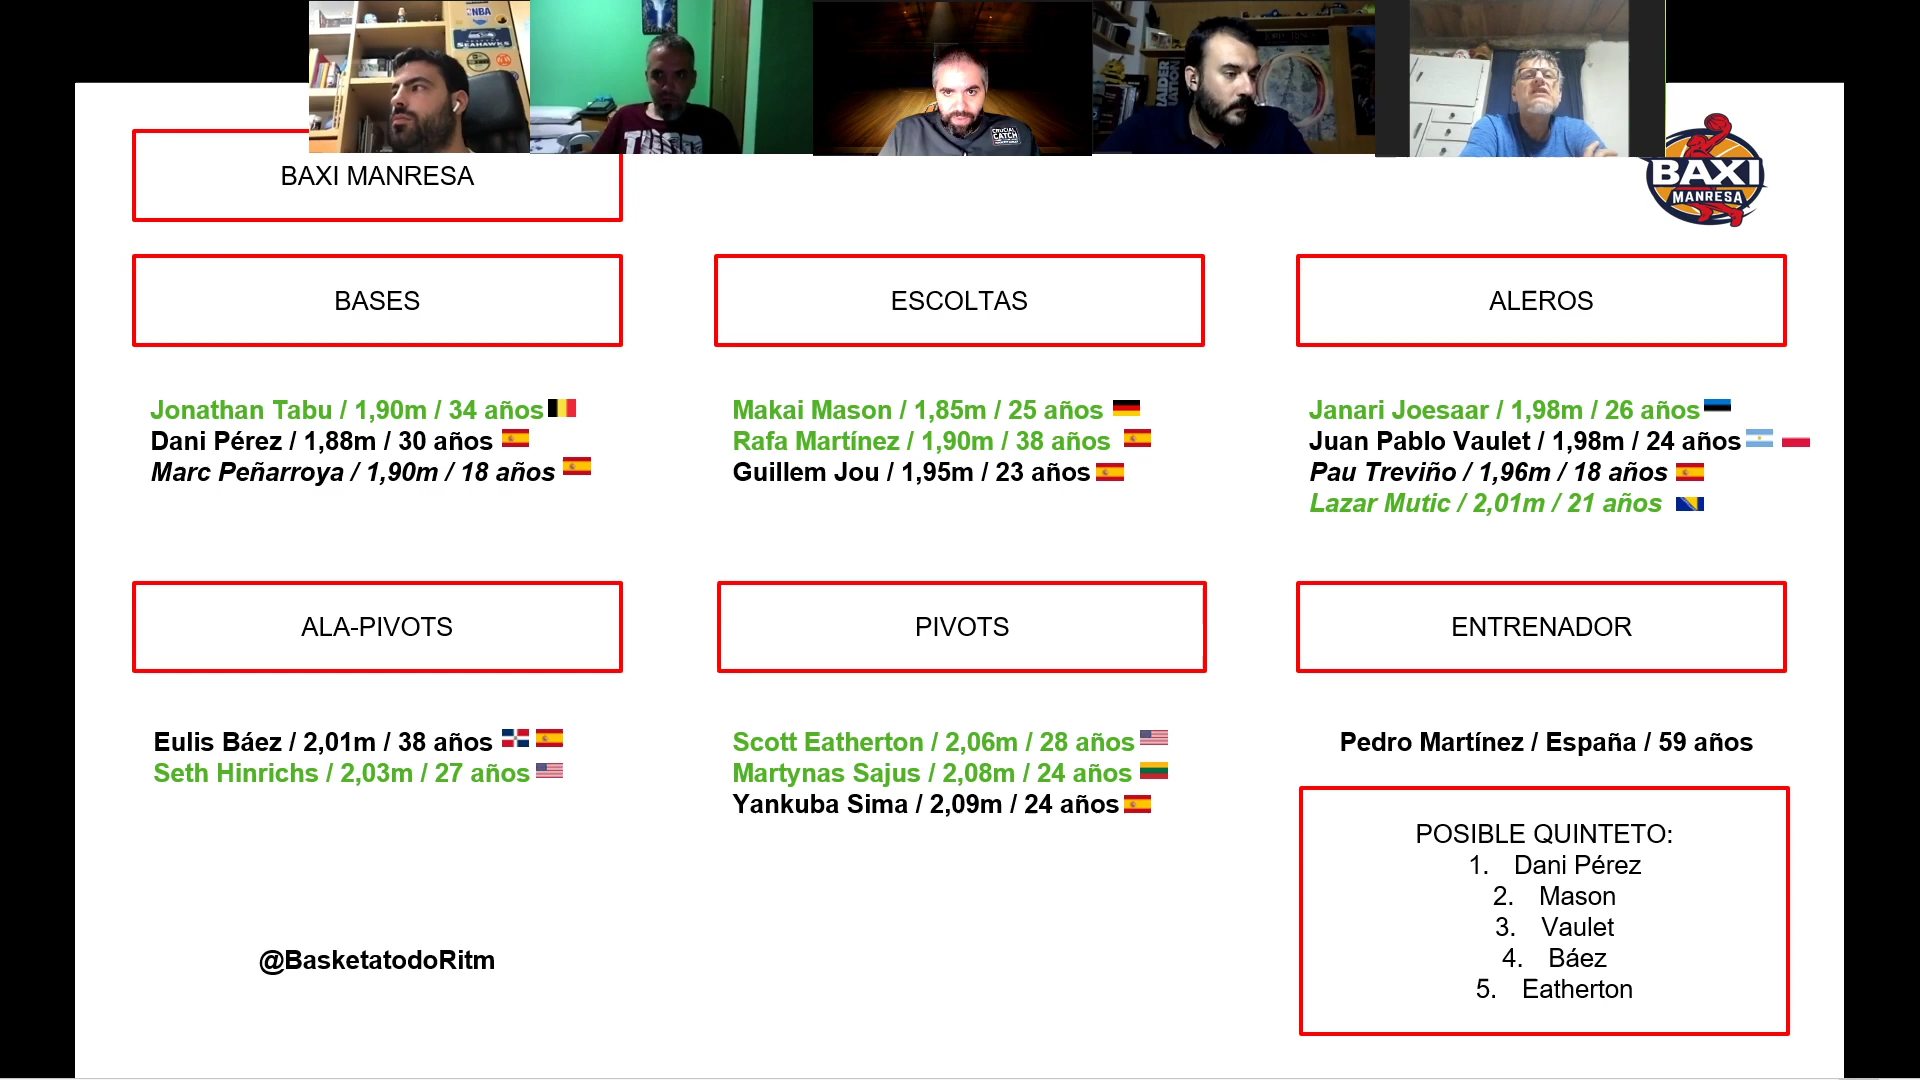 NBA
SEAHAWKS
CRUCIAL
CATCH
BAXI MANRESA
BAXI
MANRESA
BASES
ESCOLTAS
ALEROS
Jonathan Tabu / 1,90m / 34 años
Dani Pérez / 1,88m / 30 años
Marc Peñarroya / 1,90m / 18 años
Makai Mason / 1,85m / 25 años
Rafa Martínez / 1,90m / 38 años
Guillem Jou / 1,95m / 23 años
Janari Joesaar / 1,98m / 26 años
Juan Pablo Vaulet / 1,98m / 24 años
Pau Treviño / 1,96m / 18 años
Lazar Mutic / 2,01m / 21 años
ALA-PIVOTS
PIVOTS
ENTRENADOR
Eulis Báez / 2,01m / 38 años
Seth Hinrichs / 2,03m / 27 años
Scott Eatherton / 2,06m / 28 años
Martynas Sajus / 2,08m / 24 años
Yankuba Sima / 2,09m / 24 años
Pedro Martínez / España / 59 años
POSIBLE QUINTETO:
1. Dani Pérez
2. Mason
3. Vaulet
4. Báez
5. Eatherton
@BasketatodoRitm